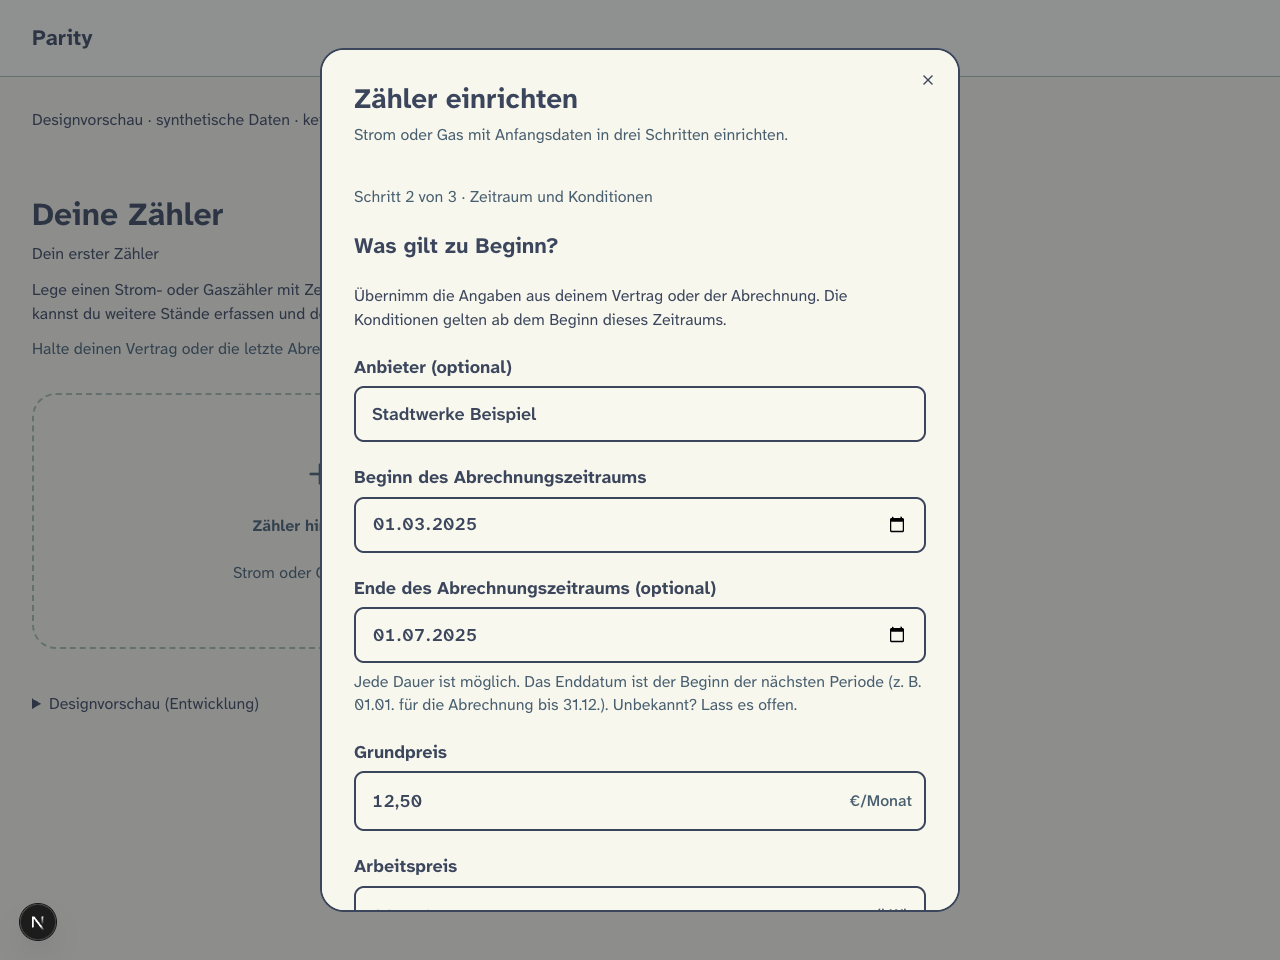 Parity
Designvorschau · synthetische Daten ·
Deine Zähler
Dein erster Zähler
Lege einen Strom- oder Gaszähler mit
kannst du weitere Stände erfassen und
Halte deinen Vertrag oder die letzte
Zähler
Strom oder
Designvorschau (Entwicklung)
N
×
Zähler einrichten
Strom oder Gas mit Anfangsdaten in drei Schritten einrichten.
Schritt 2 von 3 · Zeitraum und Konditionen
Was gilt zu Beginn?
Übernimm die Angaben aus deinem Vertrag oder der Abrechnung. Die
Konditionen gelten ab dem Beginn dieses Zeitraums.
Anbieter (optional)
Stadtwerke Beispiel
Beginn des Abrechnungszeitraums
01.03.2025
Ende des Abrechnungszeitraums (optional)
01.07.2025
Jede Dauer ist möglich. Das Enddatum ist der Beginn der nächsten Periode (z. B.
01.01. für die Abrechnung bis 31.12.). Unbekannt? Lass es offen.
Grundpreis
12,50 €/Monat
Arbeitspreis